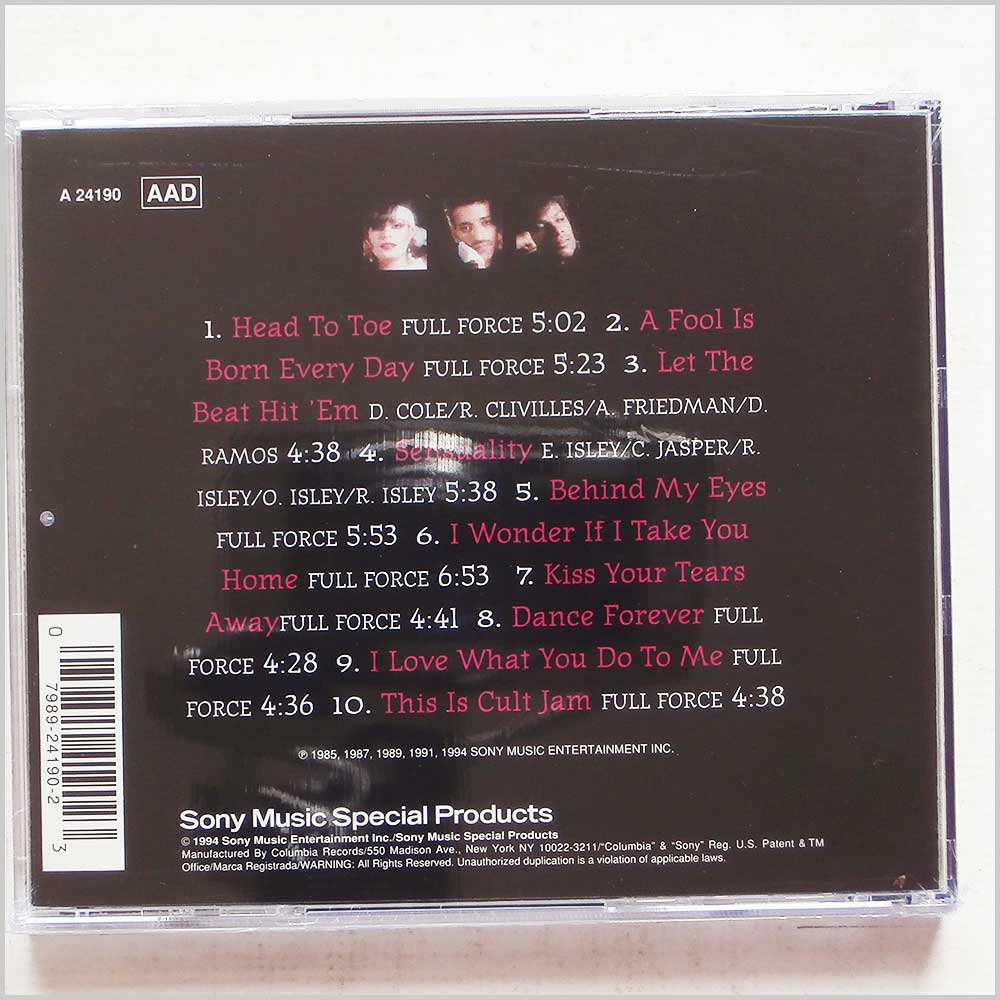 A 24190 AAD
1. Head To Toe FULL FORCE 5:02 2. A Fool Is
Born Every Day FULL FORCE 5:23 3. Let The
Beat Hit 'Em D. COLE/R. CLIVILLES/A. FRIEDMAN/D.
RAMOS 4:38 4. Sensuality E. ISLEY/C. JASPER/R.
ISLEY/O. ISLEY/R. ISLEY 5:38 5. Behind My Eyes
FULL FORCE 5:53 6. I Wonder If I Take You
Home FULL FORCE 6:53 7. Kiss Your Tears
Away FULL FORCE 4:41 8. Dance Forever FULL
FORCE 4:28 9. I Love What You Do To Me FULL
FORCE 4:36 10. This Is Cult Jam FULL FORCE 4:38
℗ 1985, 1987, 1989, 1991, 1994 SONY MUSIC ENTERTAINMENT INC.
0 7989-24190-2 3
Sony Music Special Products
© 1994 Sony Music Entertainment Inc./Sony Music Special Products
Manufactured By Columbia Records/550 Madison Ave., New York NY 10022-3211/"Columbia" & "Sony" Reg. U.S. Patent & TM
Office/Marca Registrada/WARNING: All Rights Reserved. Unauthorized duplication is a violation of applicable laws.